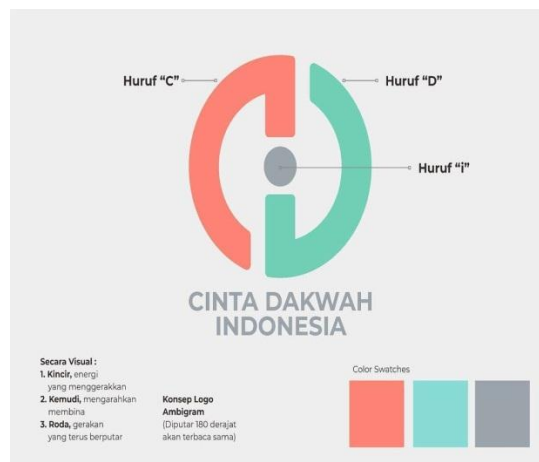 Huruf “C”
Huruf “D”
Huruf “i”
CINTA DAKWAH
INDONESIA
Secara Visual :
1. Kincir, energi
yang menggerakkan
2. Kemudi, mengarahkan
membina
3. Roda, gerakan
yang terus berputar
Konsep Logo
Ambigram
(Diputar 180 derajat
akan terbaca sama)
Color Swatches